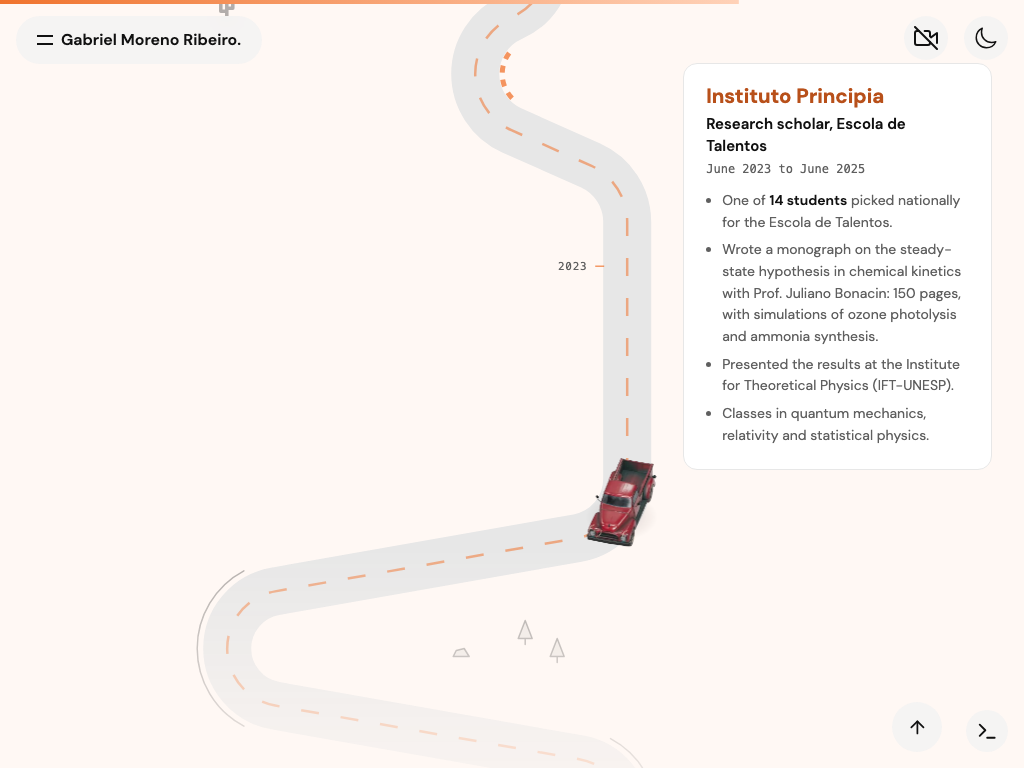 Gabriel Moreno Ribeiro.
Instituto Principia
Research scholar, Escola de
Talentos
June 2023 to June 2025
One of 14 students picked nationally
for the Escola de Talentos.
Wrote a monograph on the steady-
state hypothesis in chemical kinetics
with Prof. Juliano Bonacin: 150 pages,
with simulations of ozone photolysis
and ammonia synthesis.
Presented the results at the Institute
for Theoretical Physics (IFT-UNESP).
Classes in quantum mechanics,
relativity and statistical physics.
2023